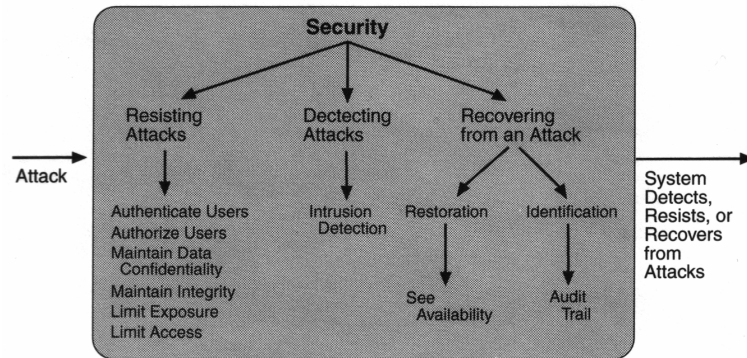 Security
Resisting
Attacks
Dectecting
Attacks
Recovering
from an Attack
Attack
Authenticate Users
Authorize Users
Maintain Data
Confidentiality
Maintain Integrity
Limit Exposure
Limit Access
Intrusion
Detection
Restoration
Identification
See
Availability
Audit
Trail
System
Detects,
Resists, or
Recovers
from
Attacks